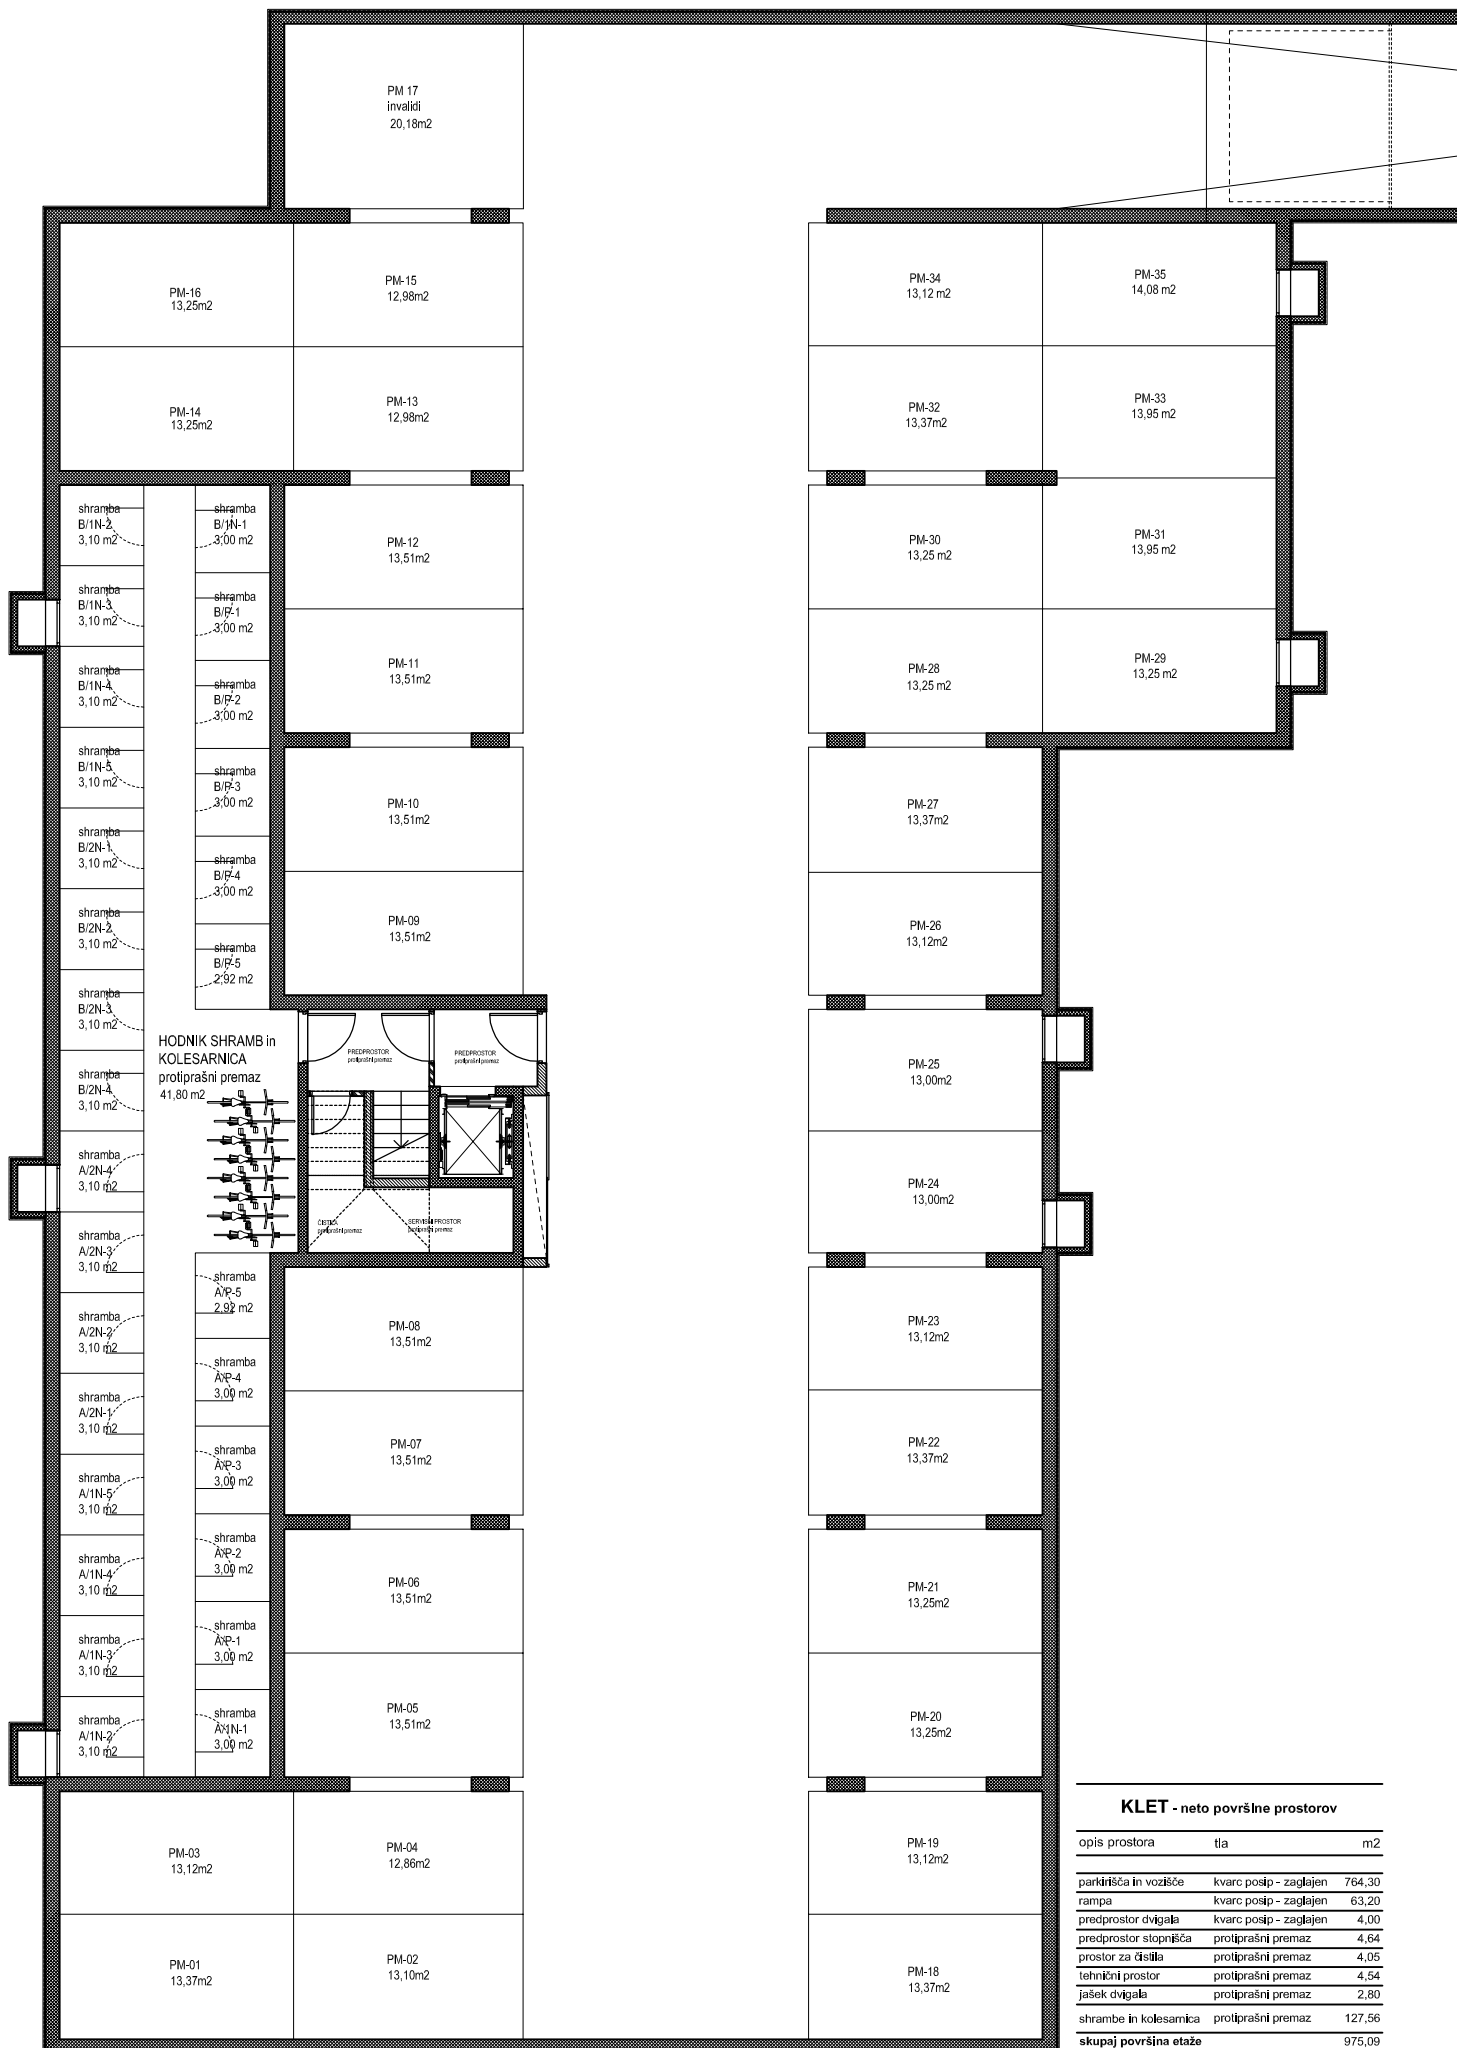 PM 17
invalidi
20,18m2
PM-16
13,25m2
PM-15
12,98m2
PM-34
13,12 m2
PM-35
14,08 m2
PM-14
13,25m2
PM-13
12,98m2
PM-32
13,37m2
PM-33
13,95 m2
shramba
B/1N-2
3,10 m2
shramba
B/1N-1
3,00 m2
PM-12
13,51m2
PM-30
13,25 m2
PM-31
13,95 m2
shramba
B/1N-3
3,10 m2
shramba
B/P-1
3,00 m2
PM-11
13,51m2
PM-28
13,25 m2
PM-29
13,25 m2
shramba
B/1N-4
3,10 m2
shramba
B/P-2
3,00 m2
shramba
B/1N-5
3,10 m2
shramba
B/P-3
3,00 m2
PM-10
13,51m2
PM-27
13,37m2
shramba
B/2N-1
3,10 m2
shramba
B/P-4
3,00 m2
shramba
B/2N-2
3,10 m2
shramba
B/P-5
2,92 m2
PM-09
13,51m2
PM-26
13,12m2
shramba
B/2N-3
3,10 m2
HODNIK SHRAMB in
KOLESARNICA
protiprašni premaz
41,80 m2
PREDPROSTOR
protiprašni premaz
PREDPROSTOR
protiprašni premaz
PM-25
13,00m2
shramba
B/2N-4
3,10 m2
shramba
A/2N-4
3,10 m2
PM-24
13,00m2
ČISTILA
protiprašni premaz
SERVISNI PROSTOR
protiprašni premaz
shramba
A/2N-3
3,10 m2
shramba
A/P-5
2,92 m2
shramba
A/2N-2
3,10 m2
PM-08
13,51m2
PM-23
13,12m2
shramba
A/P-4
3,00 m2
shramba
A/2N-1
3,10 m2
PM-07
13,51m2
PM-22
13,37m2
shramba
A/P-3
3,00 m2
shramba
A/1N-5
3,10 m2
shramba
A/P-2
3,00 m2
shramba
A/1N-4
3,10 m2
PM-06
13,51m2
PM-21
13,25m2
shramba
A/P-1
3,00 m2
shramba
A/1N-3
3,10 m2
PM-05
13,51m2
PM-20
13,25m2
shramba
A/1N-1
3,00 m2
shramba
A/1N-2
3,10 m2
PM-03
13,12m2
PM-04
12,86m2
PM-19
13,12m2
PM-01
13,37m2
PM-02
13,10m2
PM-18
13,37m2
KLET - neto površine prostorov
opis prostora tla m2
parkirišča in vozišče kvarc posip - zaglajen 764,30
rampa kvarc posip - zaglajen 63,20
predprostor dvigala kvarc posip - zaglajen 4,00
predprostor stopnišča protiprašni premaz 4,64
prostor za čistila protiprašni premaz 4,05
tehnični prostor protiprašni premaz 4,54
jašek dvigala protiprašni premaz 2,80
shrambe in kolesarnica protiprašni premaz 127,56
skupaj površina etaže 975,09